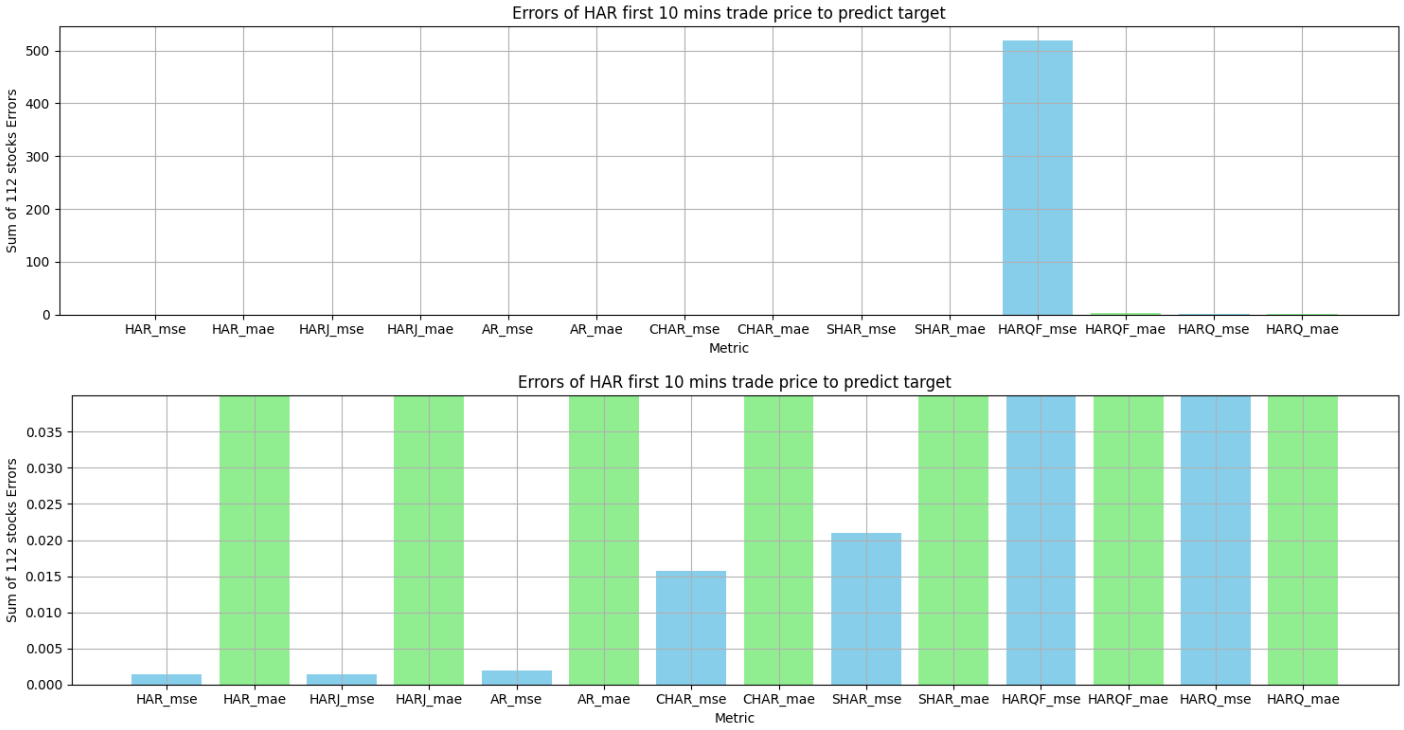 Errors of HAR first 10 mins trade price to predict target
Sum of 112 stocks Errors
500
400
300
200
100
0
HAR_mse HAR_mae HARJ_mse HARJ_mae AR_mse AR_mae CHAR_mse CHAR_mae SHAR_mse SHAR_mae HARQF_mse HARQF_mae HARQ_mse HARQ_mae
Metric
Errors of HAR first 10 mins trade price to predict target
Sum of 112 stocks Errors
0.035
0.030
0.025
0.020
0.015
0.010
0.005
0.000
HAR_mse HAR_mae HARJ_mse HARJ_mae AR_mse AR_mae CHAR_mse CHAR_mae SHAR_mse SHAR_mae HARQF_mse HARQF_mae HARQ_mse HARQ_mae
Metric